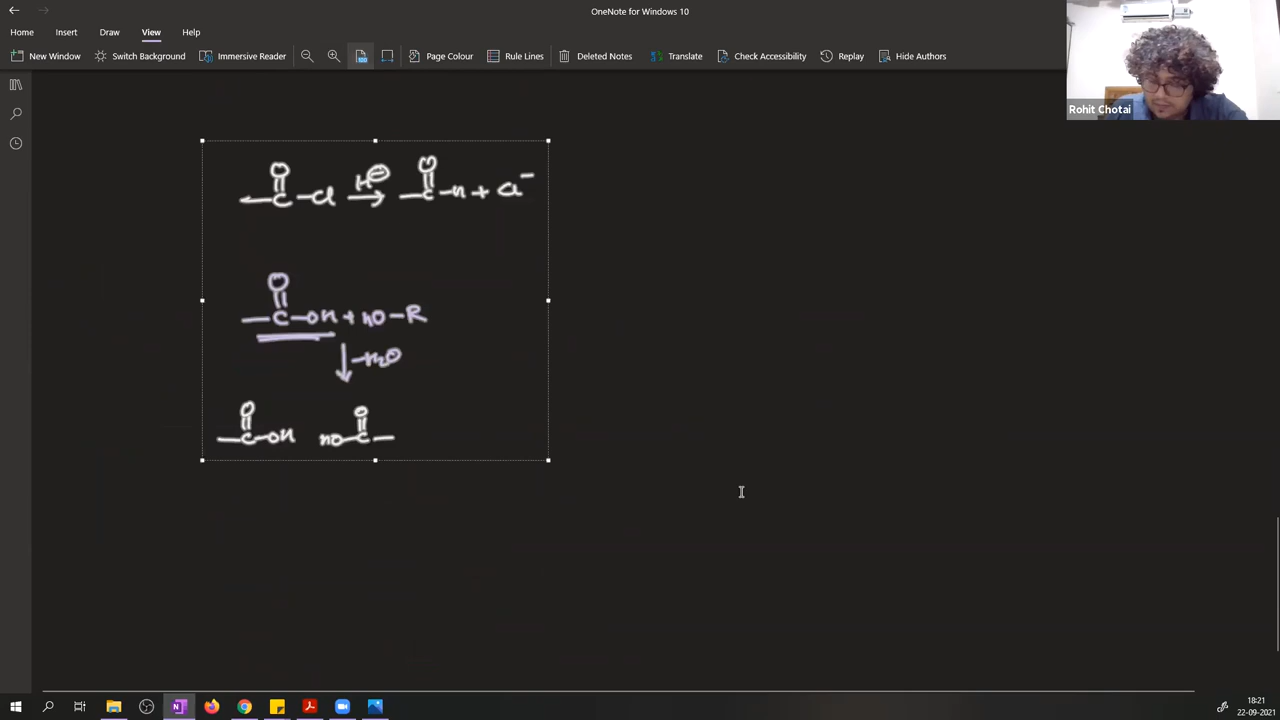 OneNote for Windows 10
Home Insert Draw View Help
New Window Switch Background Immersive Reader 100 Page Colour Rule Lines Deleted Notes Translate Check Accessibility Replay Hide Authors
Rohit Chotai
O O
C-Cl H⊖ → C-H + Cl⁻
O
C-OH + HO-R
-H₂O
O O
C-OH HO-C
18:21
22-09-2021